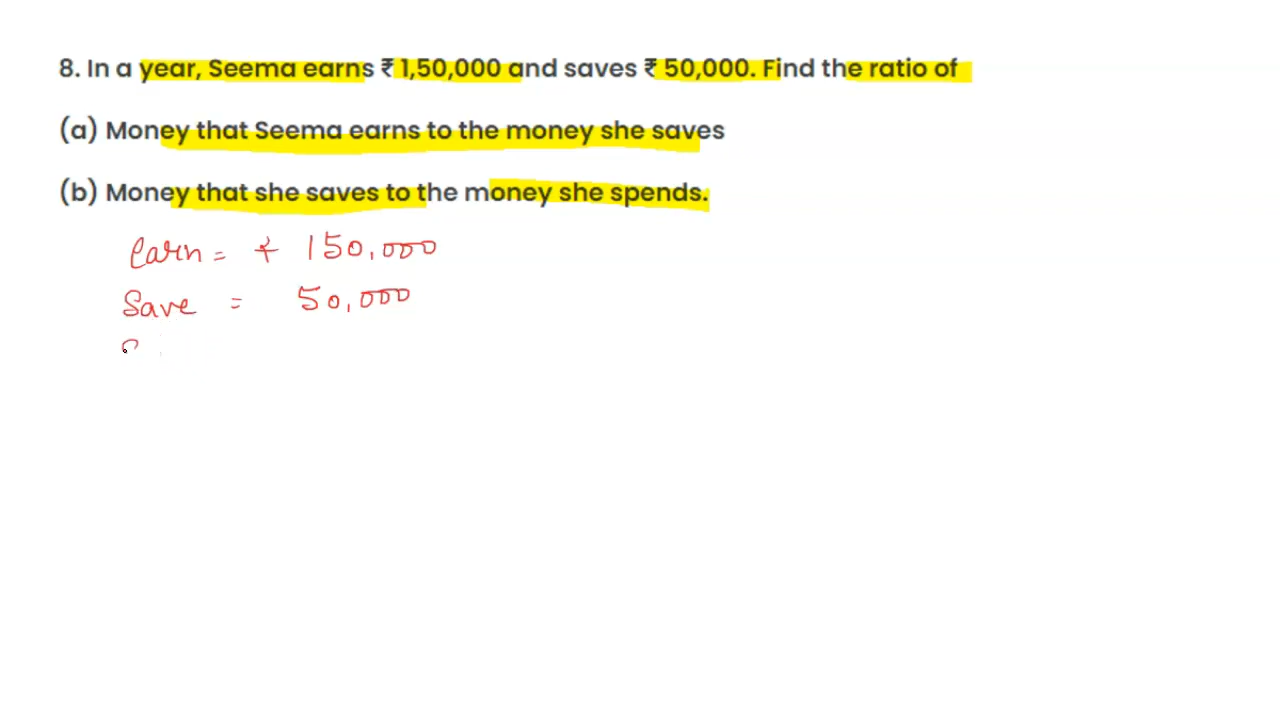 8. In a year, Seema earns ₹ 1,50,000 and saves ₹ 50,000. Find the ratio of
(a) Money that Seema earns to the money she saves
(b) Money that she saves to the money she spends.
earn = ₹ 150,000
Save = 50,000